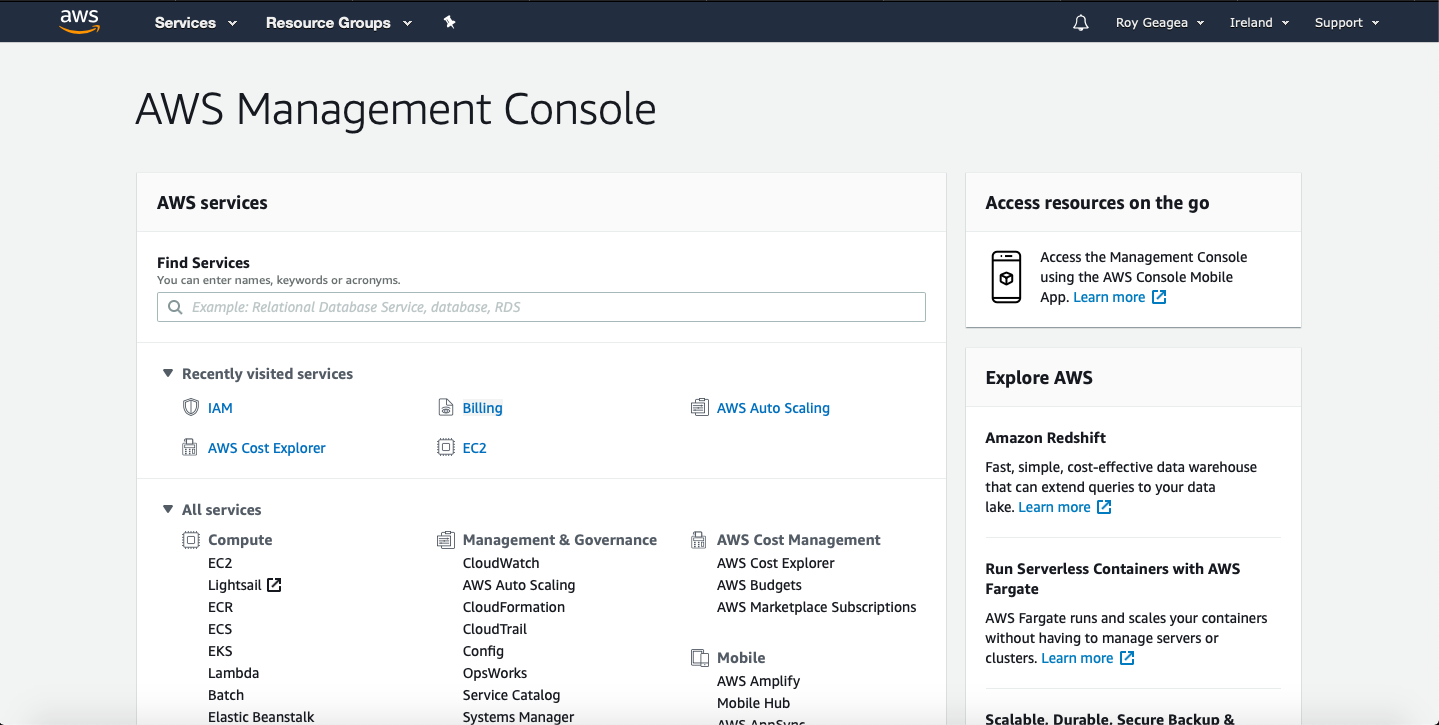 aws Services Resource Groups Roy Geagea Ireland Support
AWS Management Console
AWS services
Find Services
You can enter names, keywords or acronyms.
Example: Relational Database Service, database, RDS
Recently visited services
IAM Billing AWS Auto Scaling
AWS Cost Explorer EC2
All services
Compute
EC2
Lightsail
ECR
ECS
EKS
Lambda
Batch
Elastic Beanstalk
Management & Governance
CloudWatch
AWS Auto Scaling
CloudFormation
CloudTrail
Config
OpsWorks
Service Catalog
Systems Manager
AWS Cost Management
AWS Cost Explorer
AWS Budgets
AWS Marketplace Subscriptions
Mobile
AWS Amplify
Mobile Hub
AWS AppSync
Access resources on the go
Access the Management Console
using the AWS Console Mobile
App. Learn more
Explore AWS
Amazon Redshift
Fast, simple, cost-effective data warehouse
that can extend queries to your data
lake. Learn more
Run Serverless Containers with AWS
Fargate
AWS Fargate runs and scales your containers
without having to manage servers or
clusters. Learn more
Scalable, Durable, Secure Backup &